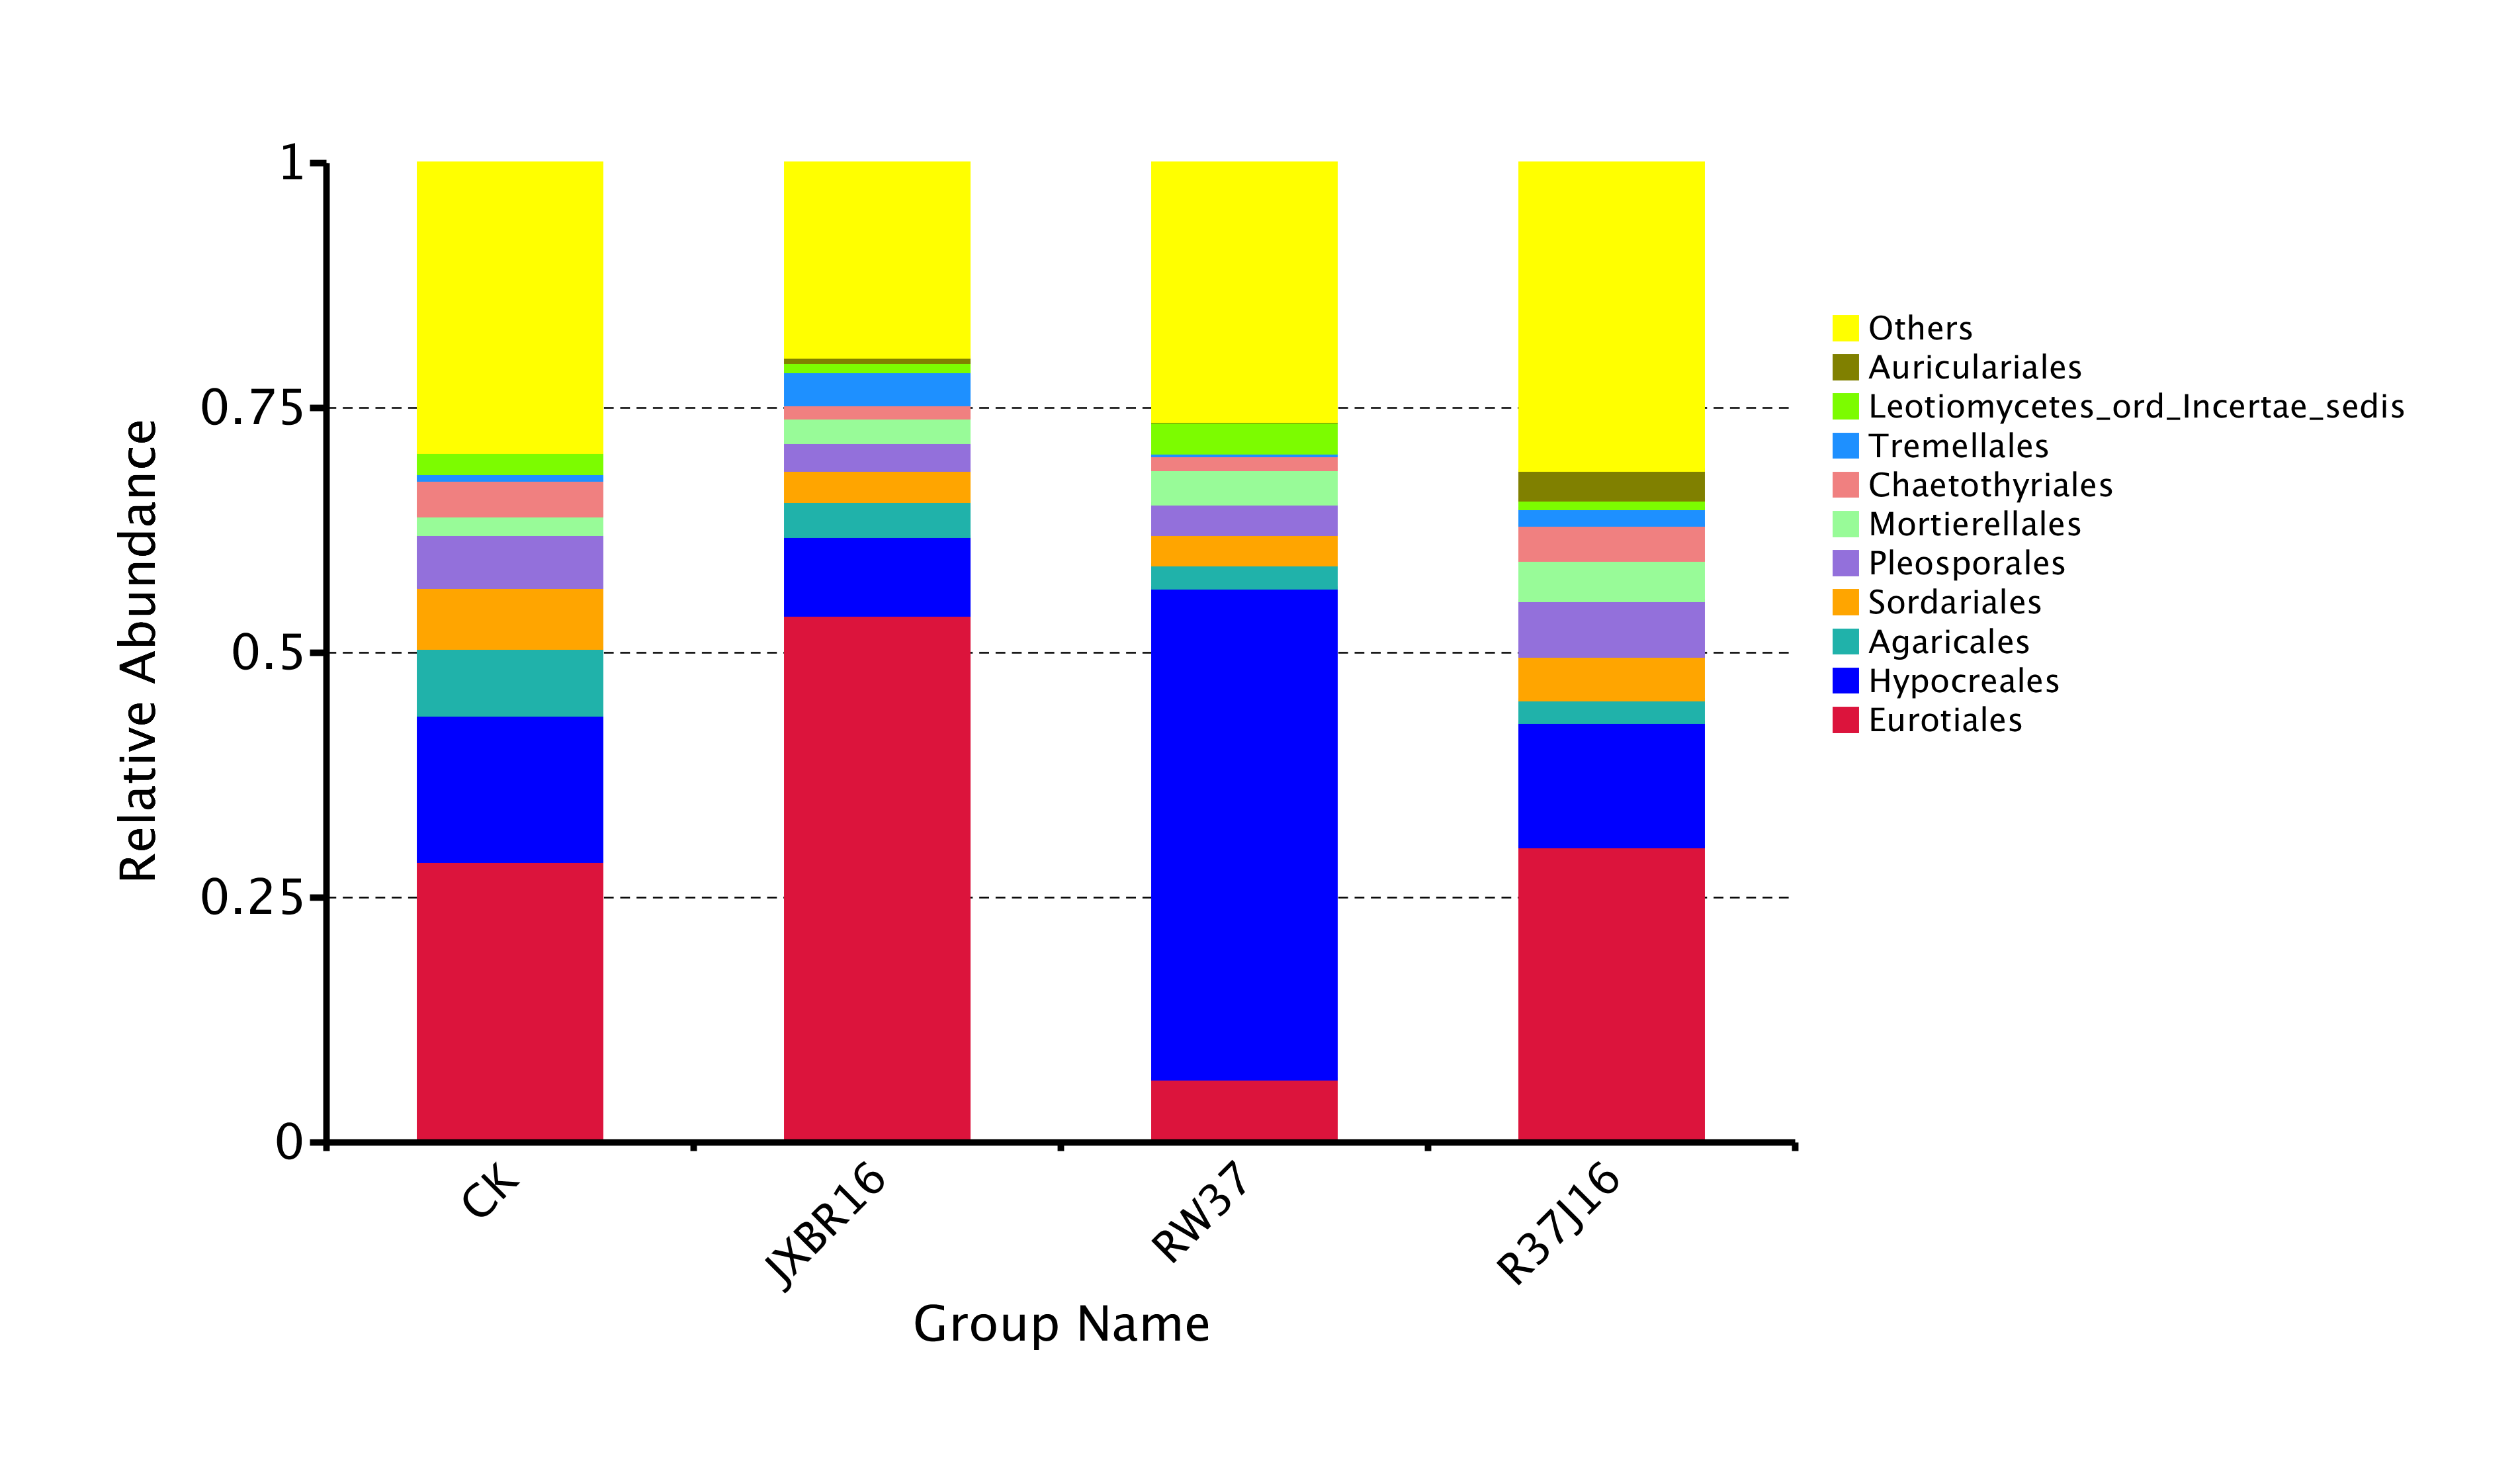 Relative Abundance
1
0.75
0.5
0.25
0
CK
JXBR16
RW37
R37J16
Group Name
Others
Auriculariales
Leotiomycetes_ord_Incertae_sedis
Tremellales
Chaetothyriales
Mortierellales
Pleosporales
Sordariales
Agaricales
Hypocreales
Eurotiales